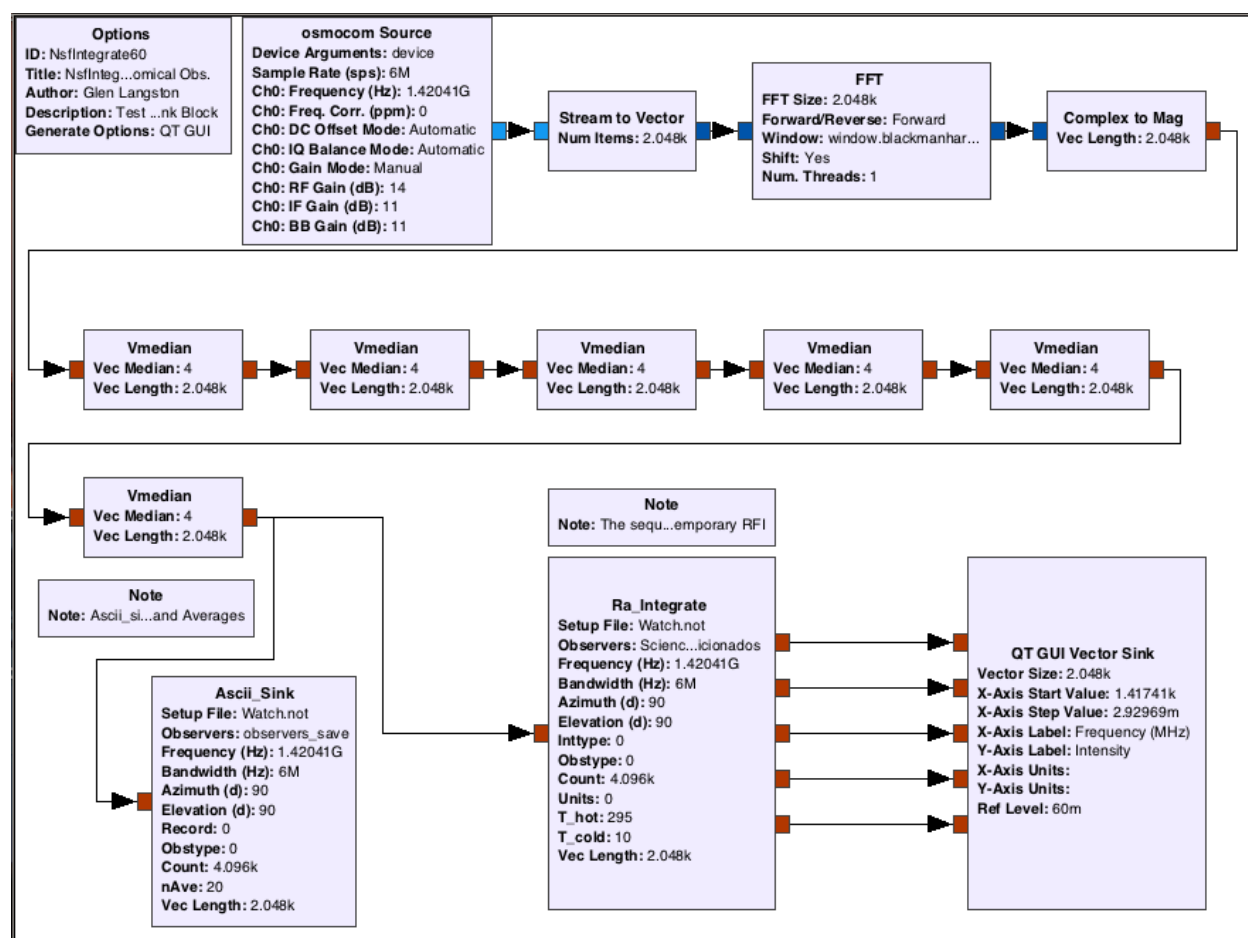 Options
ID: NsfIntegrate60
Title: NsfInteg...omical Obs.
Author: Glen Langston
Description: Test ...nk Block
Generate Options: QT GUI
osmocom Source
Device Arguments: device
Sample Rate (sps): 6M
Ch0: Frequency (Hz): 1.42041G
Ch0: Freq. Corr. (ppm): 0
Ch0: DC Offset Mode: Automatic
Ch0: IQ Balance Mode: Automatic
Ch0: Gain Mode: Manual
Ch0: RF Gain (dB): 14
Ch0: IF Gain (dB): 11
Ch0: BB Gain (dB): 11
Stream to Vector
Num Items: 2.048k
FFT
FFT Size: 2.048k
Forward/Reverse: Forward
Window: window.blackmanhar...
Shift: Yes
Num. Threads: 1
Complex to Mag
Vec Length: 2.048k
Vmedian
Vec Median: 4
Vec Length: 2.048k
Vmedian
Vec Median: 4
Vec Length: 2.048k
Vmedian
Vec Median: 4
Vec Length: 2.048k
Vmedian
Vec Median: 4
Vec Length: 2.048k
Vmedian
Vec Median: 4
Vec Length: 2.048k
Vmedian
Vec Median: 4
Vec Length: 2.048k
Note
Note: The sequ...emporary RFI
Note
Note: Ascii_si...and Averages
Ascii_Sink
Setup File: Watch.not
Observers: observers_save
Frequency (Hz): 1.42041G
Bandwidth (Hz): 6M
Azimuth (d): 90
Elevation (d): 90
Record: 0
Obstype: 0
Count: 4.096k
nAve: 20
Vec Length: 2.048k
Ra_Integrate
Setup File: Watch.not
Observers: Scienc...icionados
Frequency (Hz): 1.42041G
Bandwidth (Hz): 6M
Azimuth (d): 90
Elevation (d): 90
Inttype: 0
Obstype: 0
Count: 4.096k
Units: 0
T_hot: 295
T_cold: 10
Vec Length: 2.048k
QT GUI Vector Sink
Vector Size: 2.048k
X-Axis Start Value: 1.41741k
X-Axis Step Value: 2.92969m
X-Axis Label: Frequency (MHz)
Y-Axis Label: Intensity
X-Axis Units:
Y-Axis Units:
Ref Level: 60m